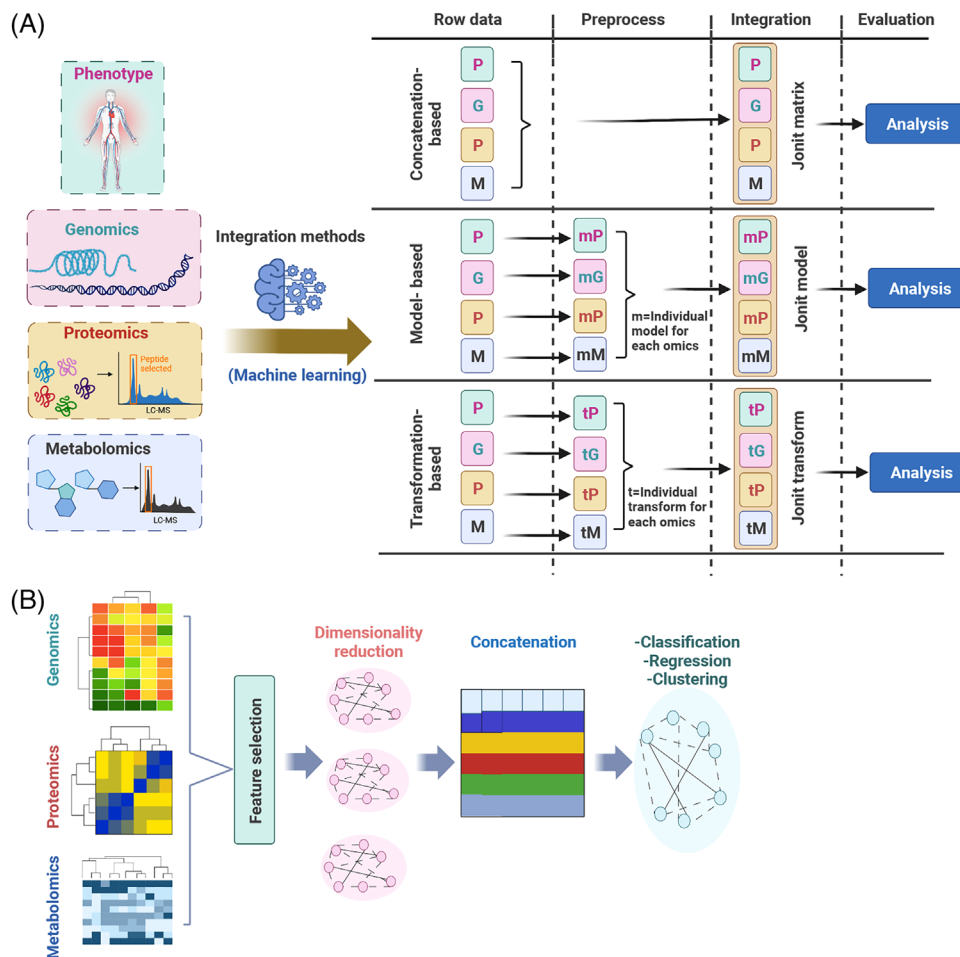 (A)
Row data
Preprocess
Integration
Evaluation
Phenotype
Genomics
Proteomics
Peptide
selected
LC-MS
Metabolomics
LC-MS
Integration methods
(Machine learning)
Concatenation-
based
P
G
P
M
P
G
P
M
Jonit matrix
Analysis
Model- based
P
G
P
M
mP
mG
mP
mM
m=Individual
model for
each omics
mP
mG
mP
mM
Jonit model
Analysis
Transformation-
based
P
G
P
M
tP
tG
tP
tM
t=Individual
transform for
each omics
tP
tG
tP
tM
Jonit transform
Analysis
(B)
Genomics
Proteomics
Metabolomics
Feature selection
Dimensionality
reduction
Concatenation
-Classification
-Regression
-Clustering